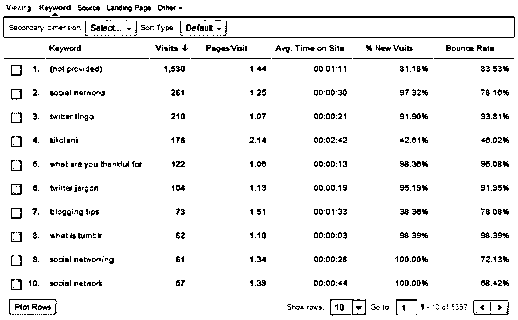 Viewing: Keyword Source Landing Page Other
Secondary dimension: Select... Sort Type: Default
Keyword Visits ↓ Pages/Visit Avg. Time on Site % New Visits Bounce Rate
1. (not provided) 1,530 1.44 00:01:11 81.18% 83.53%
2. social networks 261 1.25 00:00:30 97.32% 78.16%
3. twitter lingo 210 1.07 00:00:21 91.90% 93.81%
4. 176 2.14 00:02:42 42.61% 46.02%
5. what are you thankful for 122 1.06 00:00:13 98.36% 95.08%
6. twitter jargon 104 1.13 00:00:19 95.19% 91.35%
7. blogging tips 73 1.51 00:01:33 38.36% 78.08%
8. what is tumblr 62 1.10 00:00:03 98.39% 98.39%
9. social networking 61 1.34 00:00:26 100.00% 72.13%
10. social network 57 1.39 00:00:44 100.00% 68.42%
Plot Rows Show rows: 10 Go to: 1